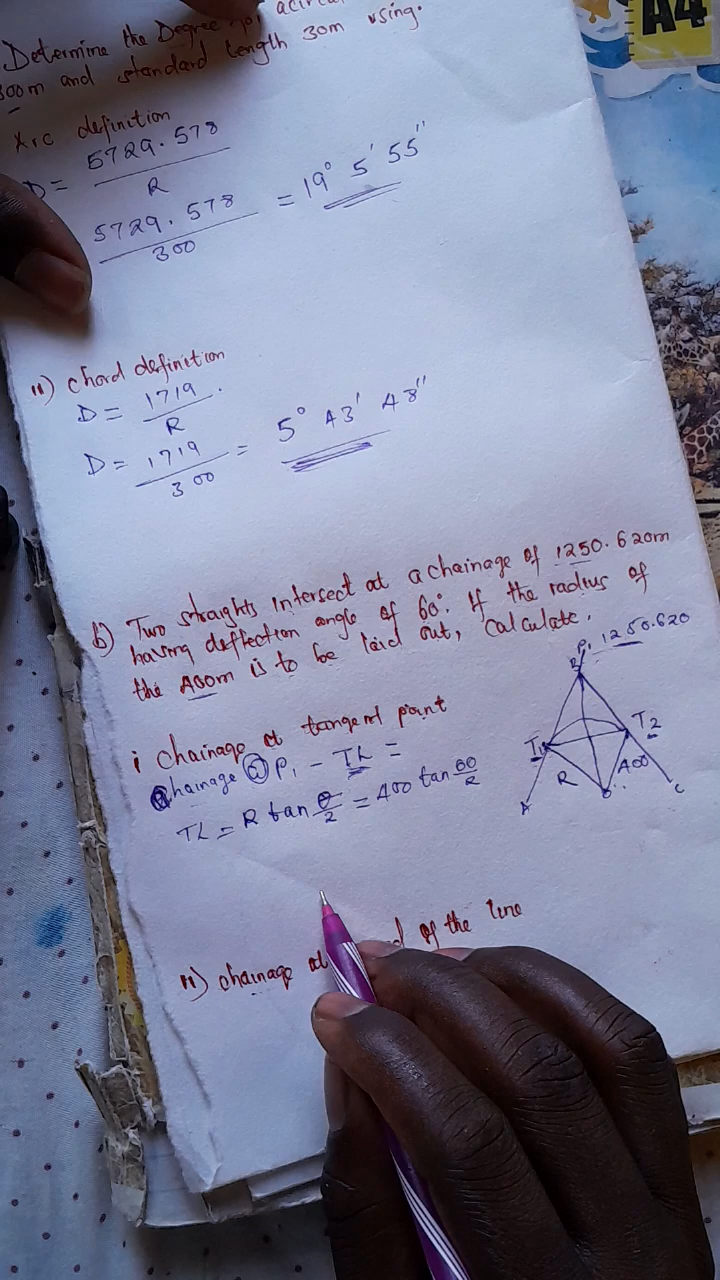 A4
Determine the Degree
300m and standard length 30m using.
Arc definition
D = 5729.578
R
5729.578
300
= 19° 5' 55"
ii) chord definition
D = 1719
R
D = 1719
300
= 5° 43' 48"
b) Two straights intersect at a chainage of 1250.620m
having deflection angle of 60°. If the radius of
the 400m is to be laid out, calculate.
P1 1250.620
B
T1
T2
R
400
A
O
C
i chainage at tangent point
Chainage @ P1 - TL =
TL = R tan θ/2 = 400 tan 60/2
ii) chainage at of the line